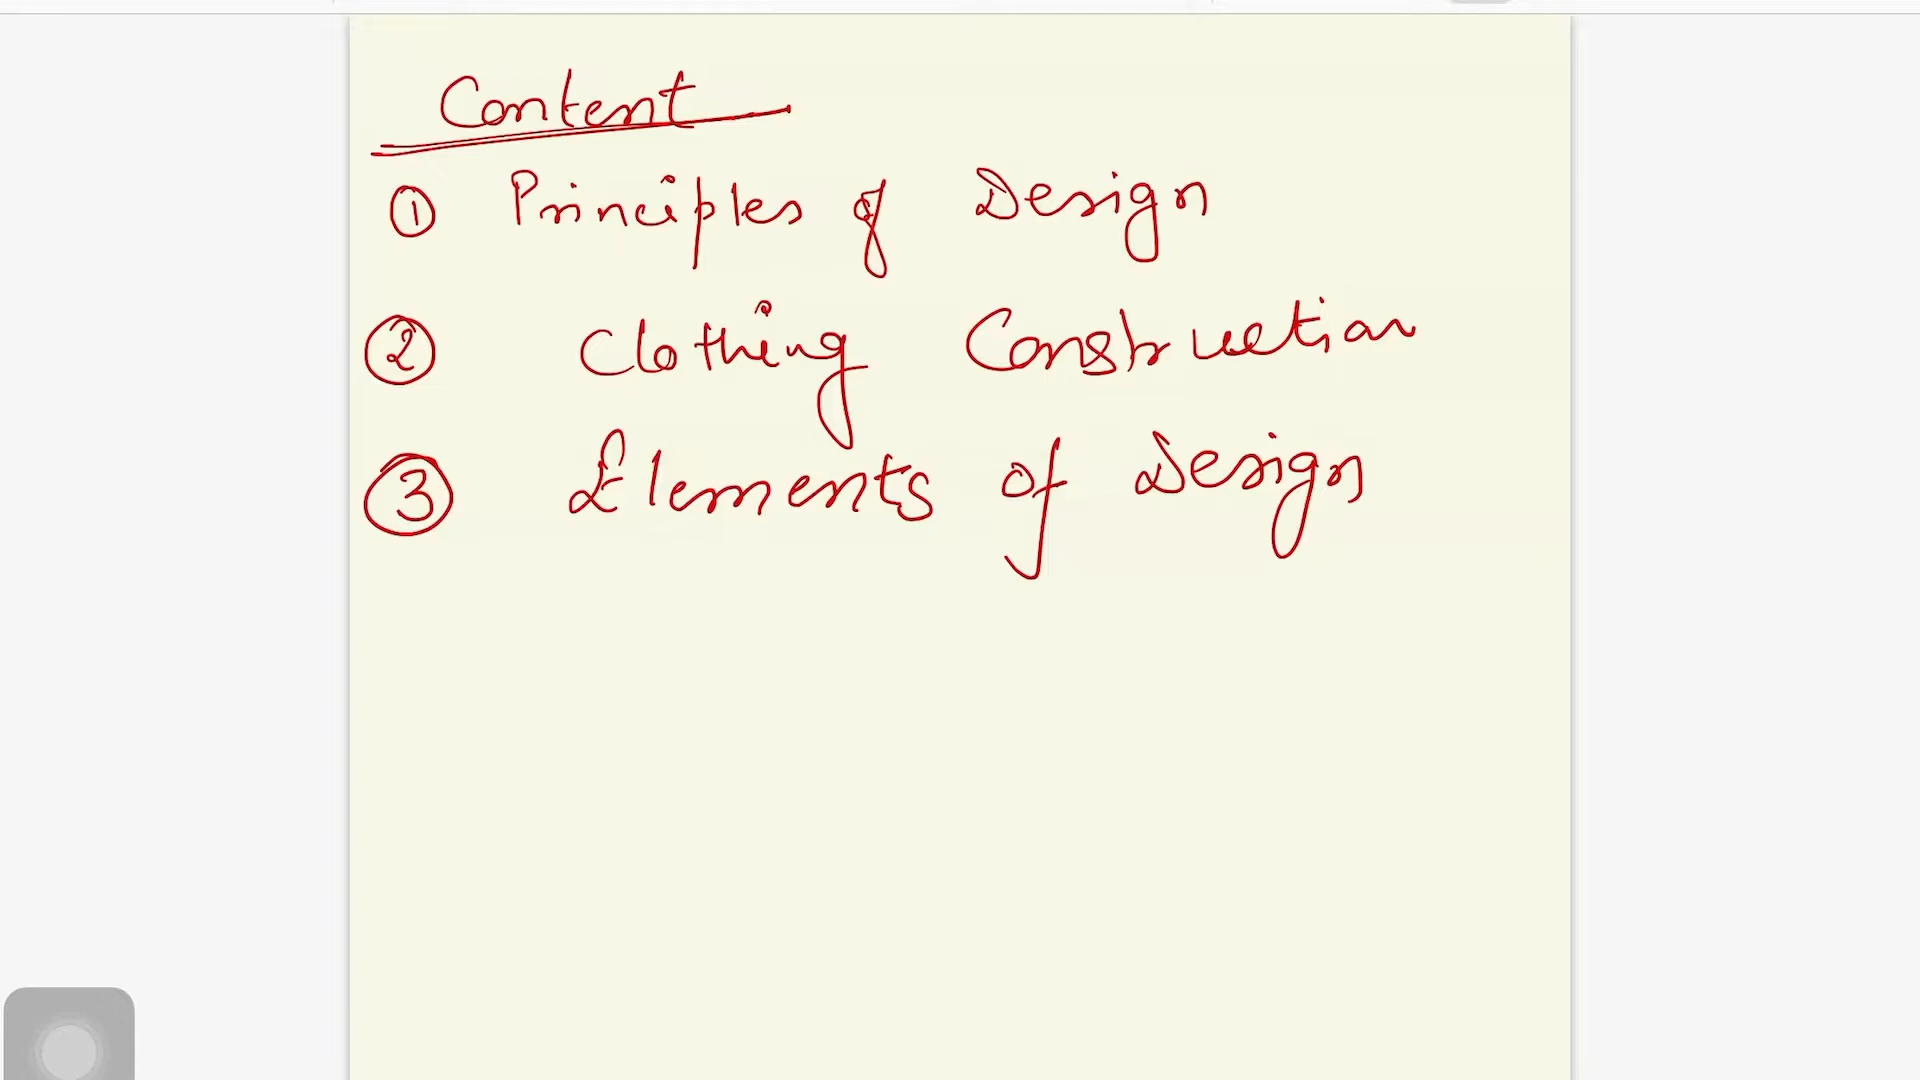 Content
① Principles of Design
② Clothing Construction
③ Elements of Design